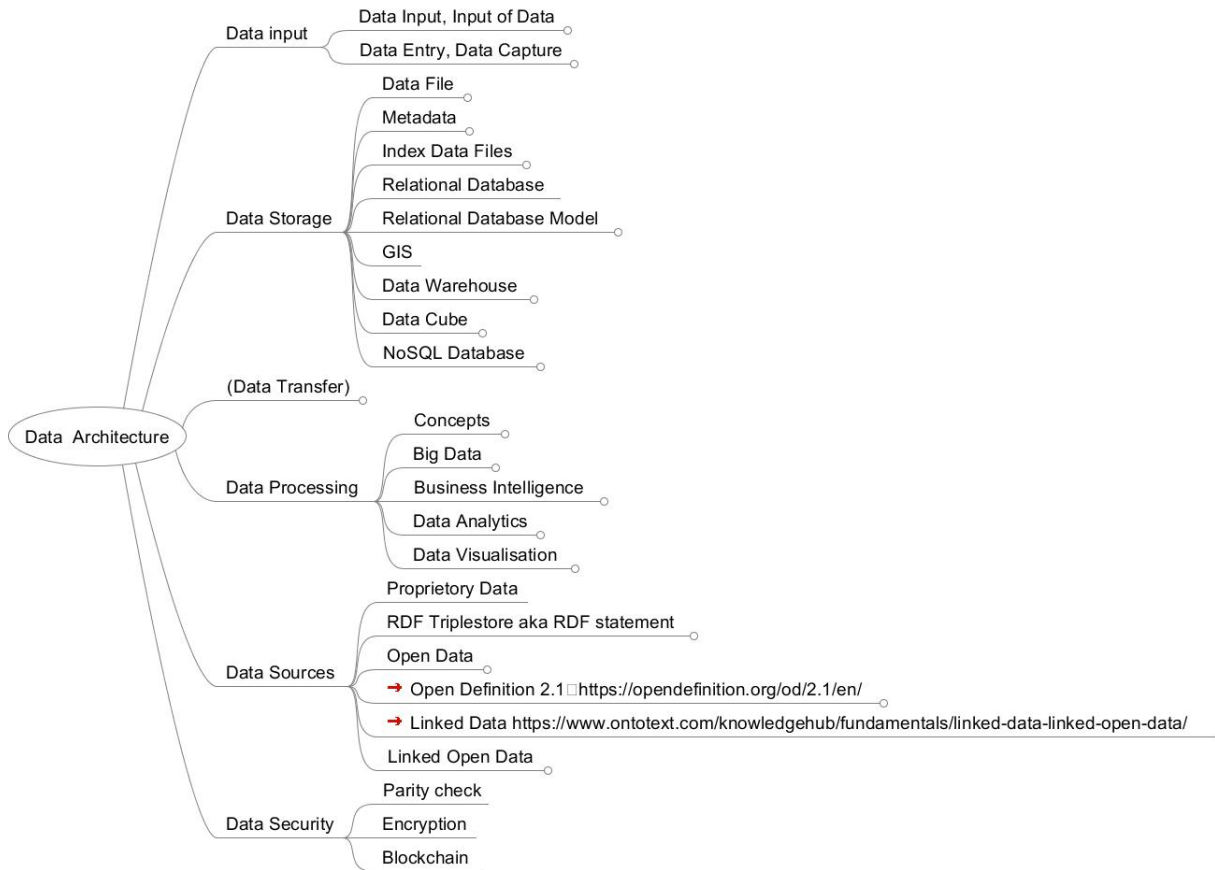 Data Architecture
Data input
Data Input, Input of Data
Data Entry, Data Capture
Data Storage
Data File
Metadata
Index Data Files
Relational Database
Relational Database Model
GIS
Data Warehouse
Data Cube
NoSQL Database
(Data Transfer)
Data Processing
Concepts
Big Data
Business Intelligence
Data Analytics
Data Visualisation
Data Sources
Proprietory Data
RDF Triplestore aka RDF statement
Open Data
Open Definition 2.1□https://opendefinition.org/od/2.1/en/
Linked Data https://www.ontotext.com/knowledgehub/fundamentals/linked-data-linked-open-data/
Linked Open Data
Data Security
Parity check
Encryption
Blockchain